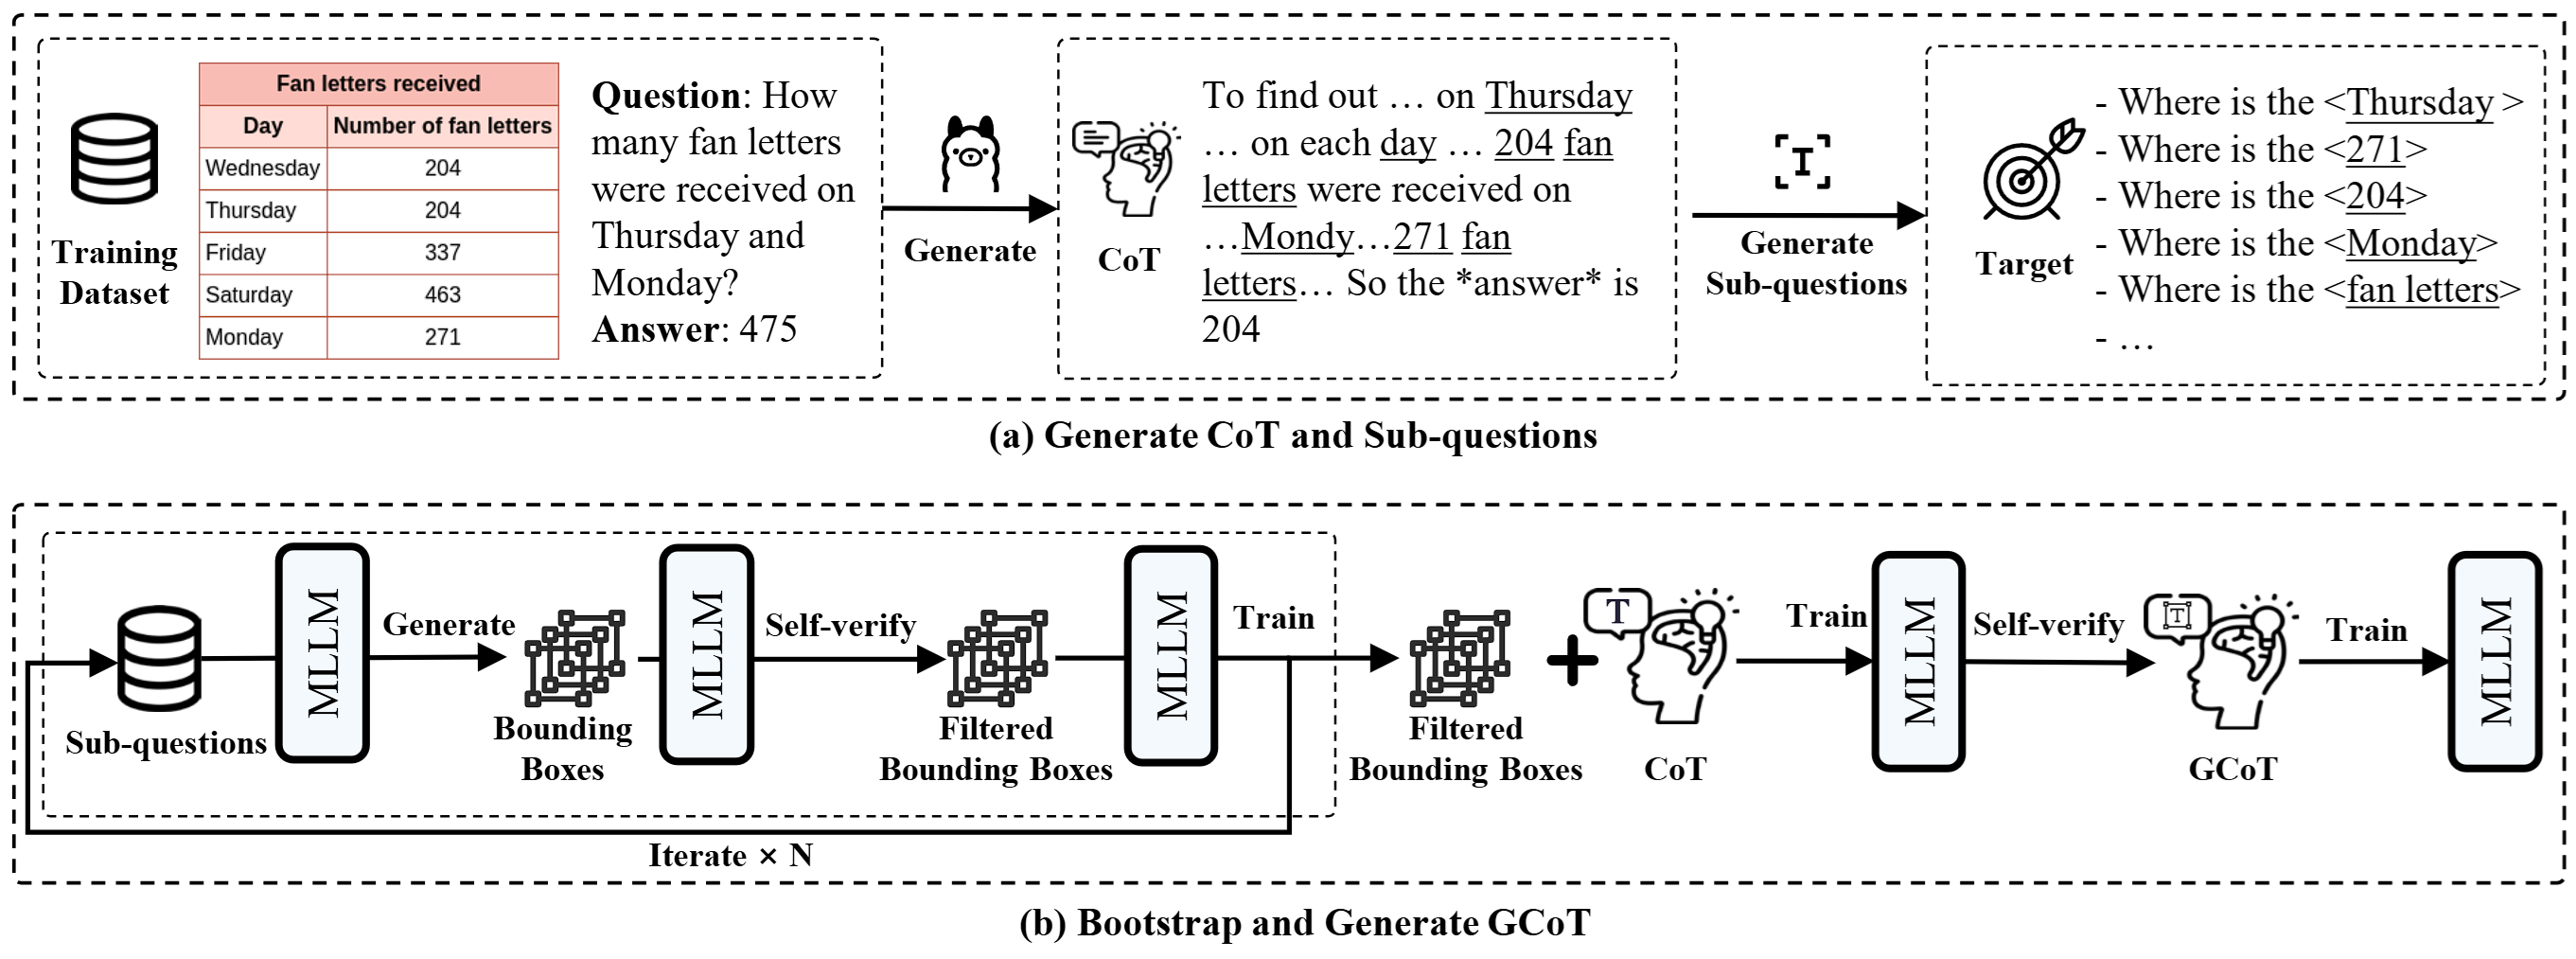 Training
Dataset
Fan letters received
Day Number of fan letters
Wednesday 204
Thursday 204
Friday 337
Saturday 463
Monday 271
Question: How
many fan letters
were received on
Thursday and
Monday?
Answer: 475
Generate
CoT
To find out … on Thursday
… on each day … 204 fan
letters were received on
…Mondy…271 fan
letters… So the *answer* is
204
Generate
Sub-questions
Target
- Where is the <Thursday >
- Where is the <271>
- Where is the <204>
- Where is the <Monday>
- Where is the <fan letters>
- …
(a) Generate CoT and Sub-questions
Sub-questions
MLLM
Generate
Bounding
Boxes
MLLM
Self-verify
Filtered
Bounding Boxes
MLLM
Train
Iterate × N
Filtered
Bounding Boxes
T
CoT
Train
MLLM
Self-verify
T
GCoT
Train
MLLM
(b) Bootstrap and Generate GCoT